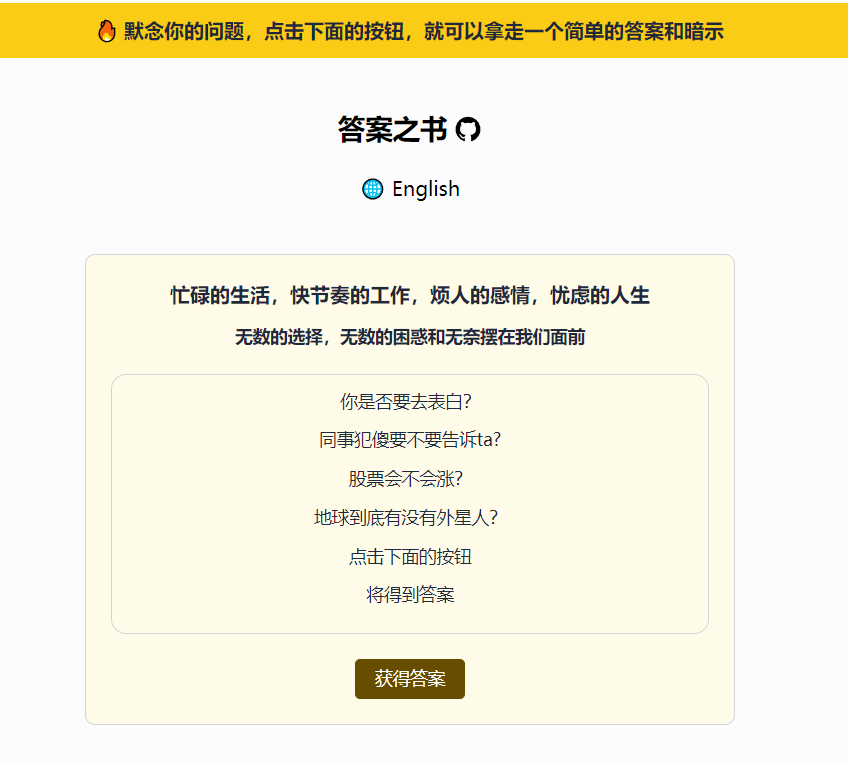 默念你的问题，点击下面的按钮，就可以拿走一个简单的答案和暗示
答案之书
English
忙碌的生活，快节奏的工作，烦人的感情，忧虑的人生
无数的选择，无数的困惑和无奈摆在我们面前
你是否要去表白?
同事犯傻要不要告诉ta?
股票会不会涨?
地球到底有没有外星人?
点击下面的按钮
将得到答案
获得答案